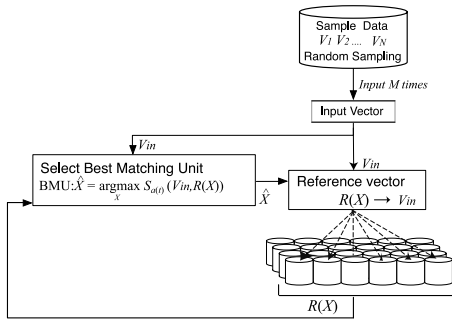 Sample Data
V1 V2 .... VN
Random Sampling
Input M times
Input Vector
Vin
Vin
Select Best Matching Unit
BMU:X̂ = argmax Sa(t) (Vin,R(X))
X
X̂
Reference vector
R(X) → Vin
R(X)